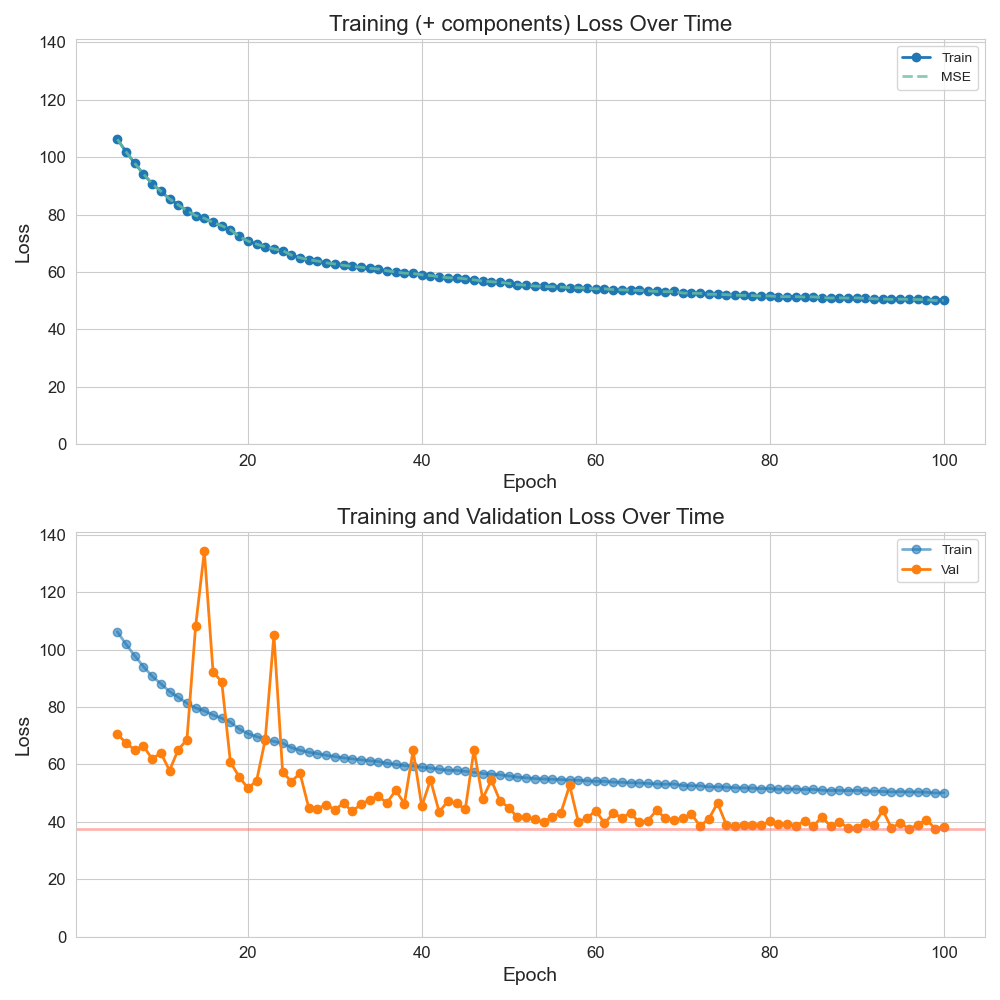 Training (+ components) Loss Over Time
140
120
100
80
60
40
20
0
Loss
Train
MSE
20 40 60 80 100
Epoch
Training and Validation Loss Over Time
140
120
100
80
60
40
20
0
Loss
Train
Val
20 40 60 80 100
Epoch